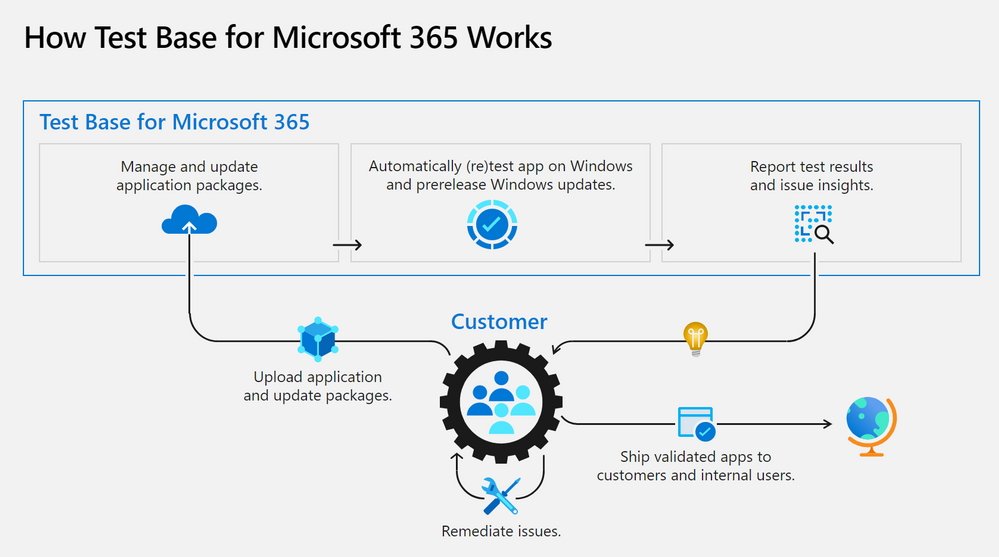 How Test Base for Microsoft 365 Works
Test Base for Microsoft 365
Manage and update
application packages.
Automatically (re)test app on Windows
and prerelease Windows updates.
Report test results
and issue insights.
Customer
Upload application
and update packages.
Ship validated apps to
customers and internal users.
Remediate issues.